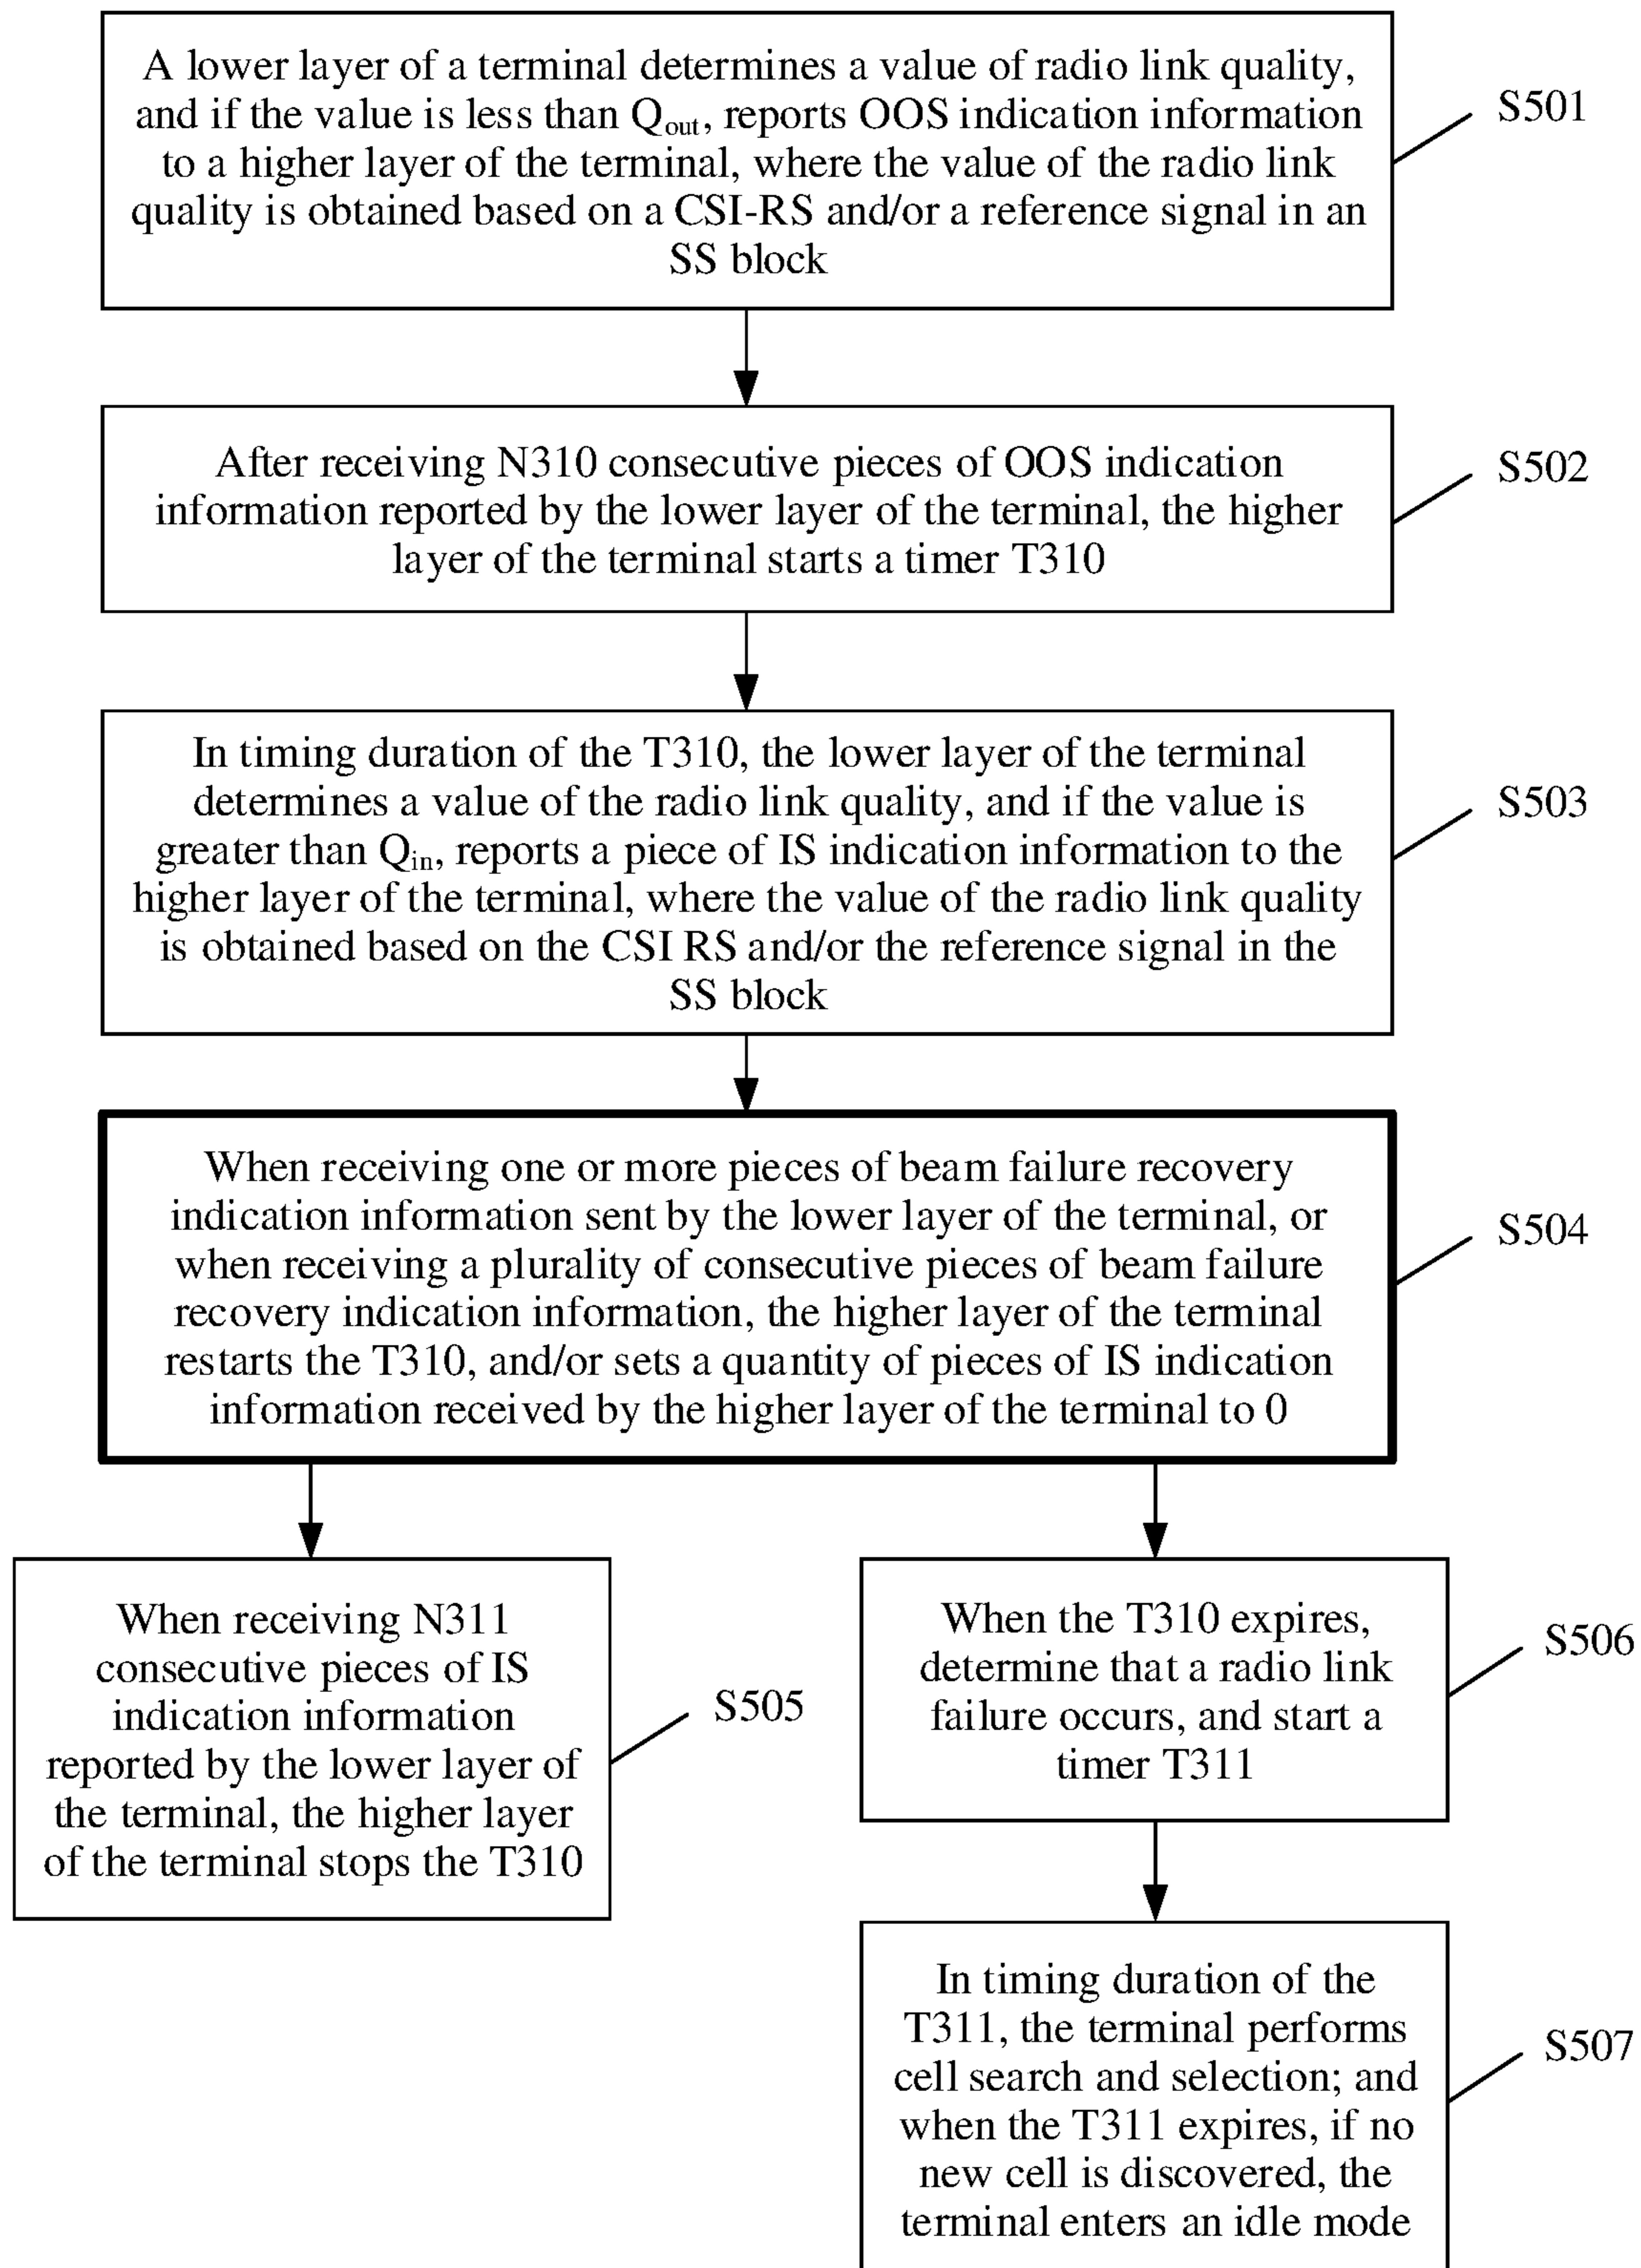 A lower layer of a terminal determines a value of radio link quality,
and if the value is less than Qout, reports OOS indication information
to a higher layer of the terminal, where the value of the radio link
quality is obtained based on a CSI-RS and/or a reference signal in an
SS block
S501
After receiving N310 consecutive pieces of OOS indication
information reported by the lower layer of the terminal, the higher
layer of the terminal starts a timer T310
S502
In timing duration of the T310, the lower layer of the terminal
determines a value of the radio link quality, and if the value is
greater than Qin, reports a piece of IS indication information to the
higher layer of the terminal, where the value of the radio link quality
is obtained based on the CSI RS and/or the reference signal in the
SS block
S503
When receiving one or more pieces of beam failure recovery
indication information sent by the lower layer of the terminal, or
when receiving a plurality of consecutive pieces of beam failure
recovery indication information, the higher layer of the terminal
restarts the T310, and/or sets a quantity of pieces of IS indication
information received by the higher layer of the terminal to 0
S504
When receiving N311
consecutive pieces of IS
indication information
reported by the lower layer of
the terminal, the higher layer
of the terminal stops the T310
S505
When the T310 expires,
determine that a radio link
failure occurs, and start a
timer T311
S506
In timing duration of the
T311, the terminal performs
cell search and selection; and
when the T311 expires, if no
new cell is discovered, the
terminal enters an idle mode
S507